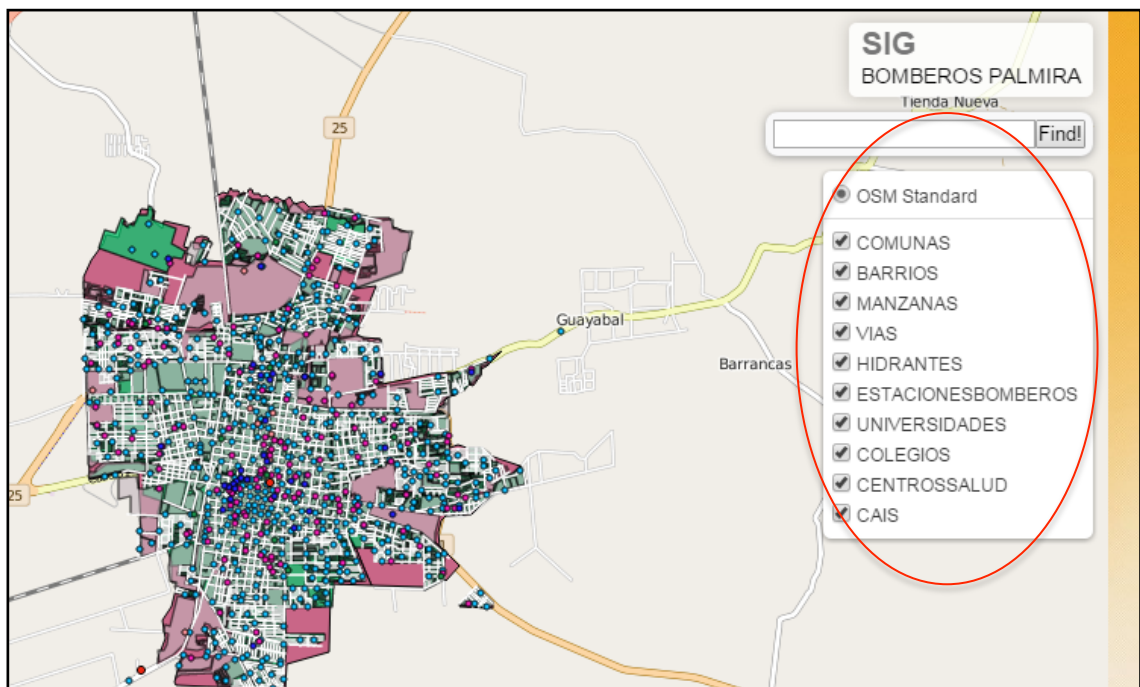 SIG
BOMBEROS PALMIRA
Tienda Nueva
Find!
25
OSM Standard
COMUNAS
BARRIOS
MANZANAS
VIAS
HIDRANTES
ESTACIONESBOMBEROS
UNIVERSIDADES
COLEGIOS
CENTROSSALUD
CAIS
Guayabal
Barrancas
25